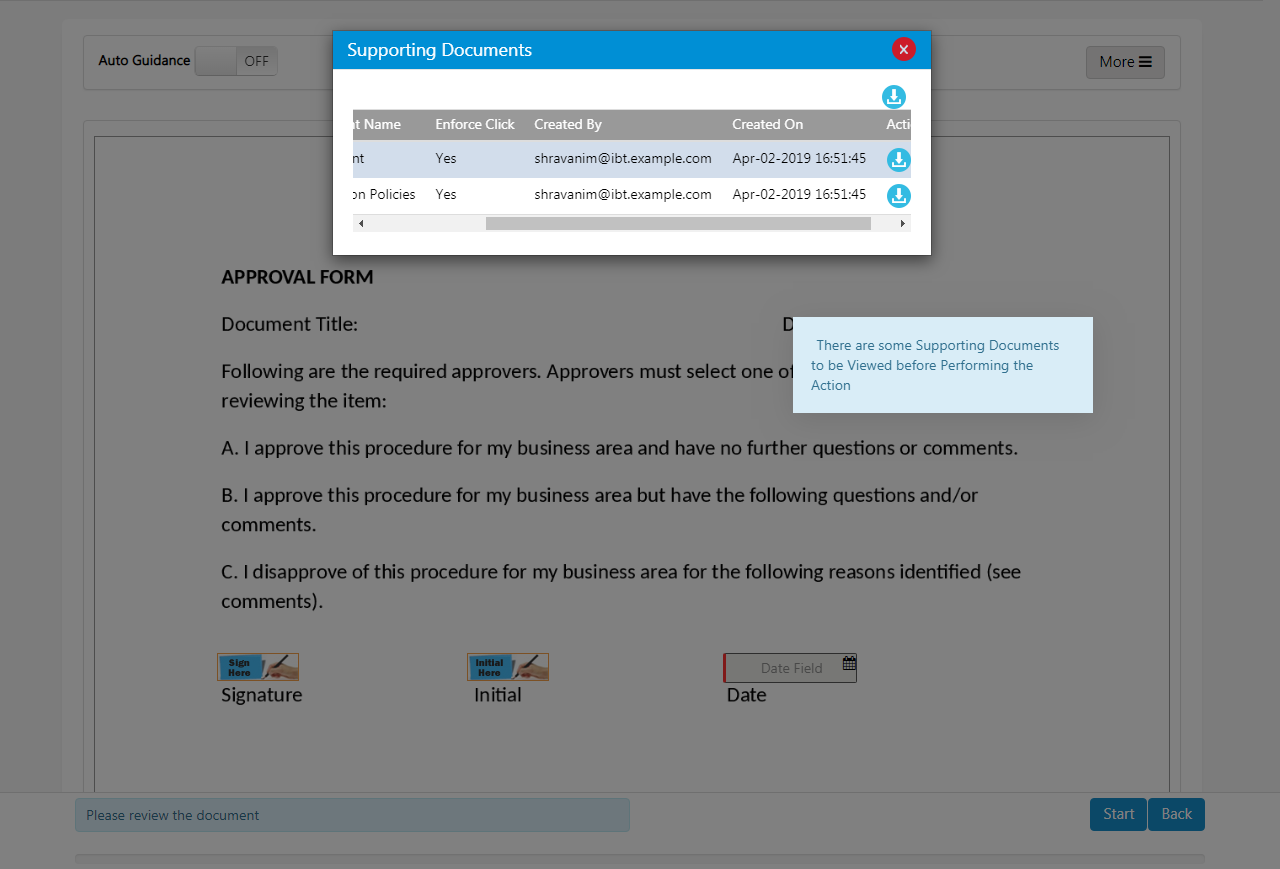 Auto Guidance OFF
Supporting Documents
More
t Name Enforce Click Created By Created On Acti
nt Yes shravanim@ibt.example.com Apr-02-2019 16:51:45
on Policies Yes shravanim@ibt.example.com Apr-02-2019 16:51:45
APPROVAL FORM
Document Title: D
There are some Supporting Documents
to be Viewed before Performing the
Action
Following are the required approvers. Approvers must select one of
reviewing the item:
A. I approve this procedure for my business area and have no further questions or comments.
B. I approve this procedure for my business area but have the following questions and/or
comments.
C. I disapprove of this procedure for my business area for the following reasons identified (see
comments).
Sign
Here
Initial
Here
Date Field
Signature Initial Date
Please review the document
Start Back